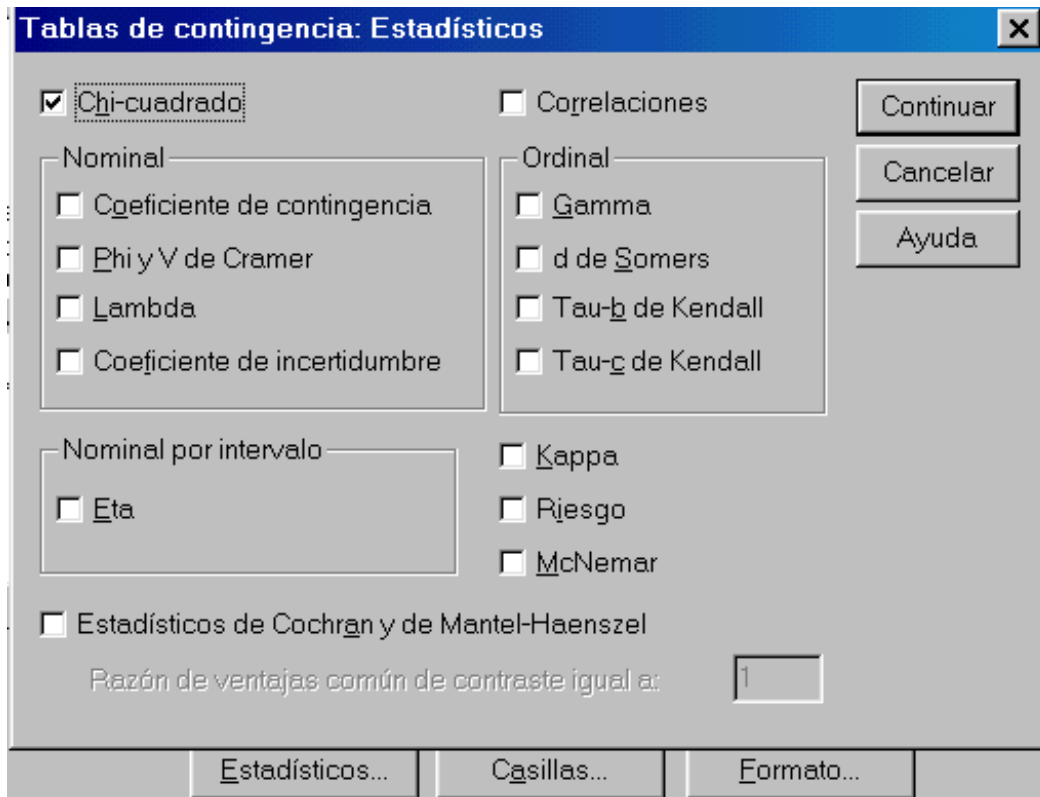 Tablas de contingencia: Estadísticos
Chi-cuadrado
Correlaciones
Continuar
Nominal
Ordinal
Cancelar
Coeficiente de contingencia
Gamma
Ayuda
Phi y V de Cramer
d de Somers
Lambda
Tau-b de Kendall
Coeficiente de incertidumbre
Tau-c de Kendall
Nominal por intervalo
Kappa
Eta
Riesgo
McNemar
Estadísticos de Cochran y de Mantel-Haenszel
Razón de ventajas común de contraste igual a:
1
Estadísticos...
Casillas...
Formato...